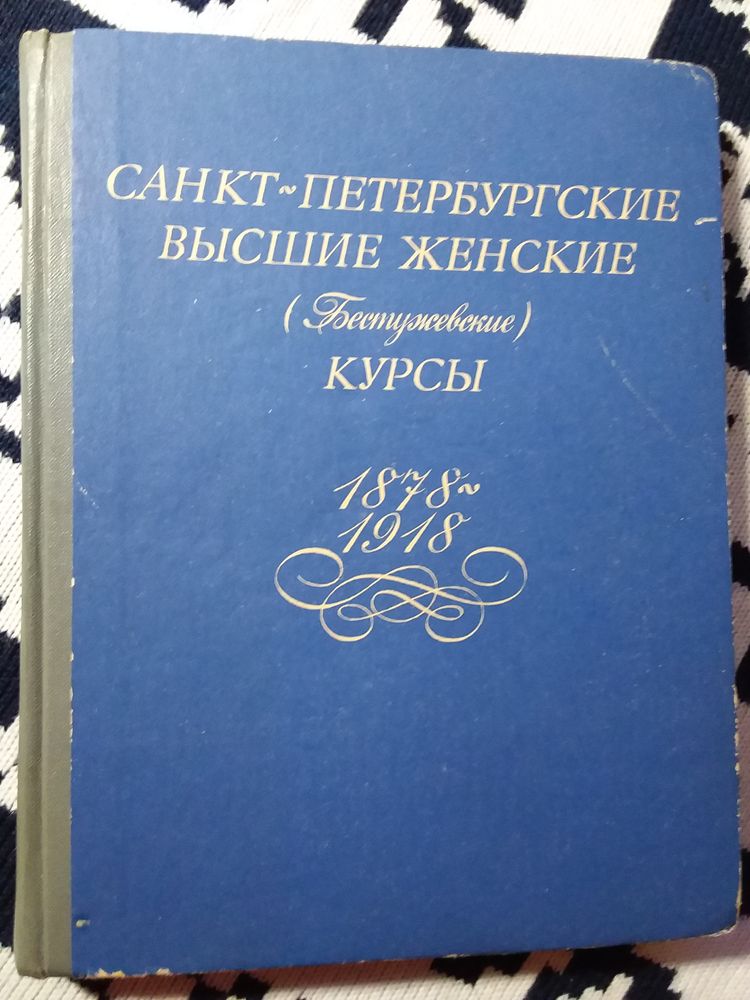 САНКТ~ПЕТЕРБУРГСКИЕ
ВЫСШИЕ ЖЕНСКИЕ
(Бестужевские)
КУРСЫ
1878~
1918